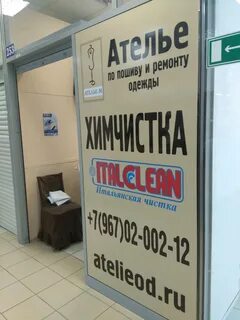 Ателье
по пошиву и ремонту
одежды
ХИМЧИСТКА
ITALCLEAN
Итальянская чистка
+7(967)02-002-12
atelieod.ru